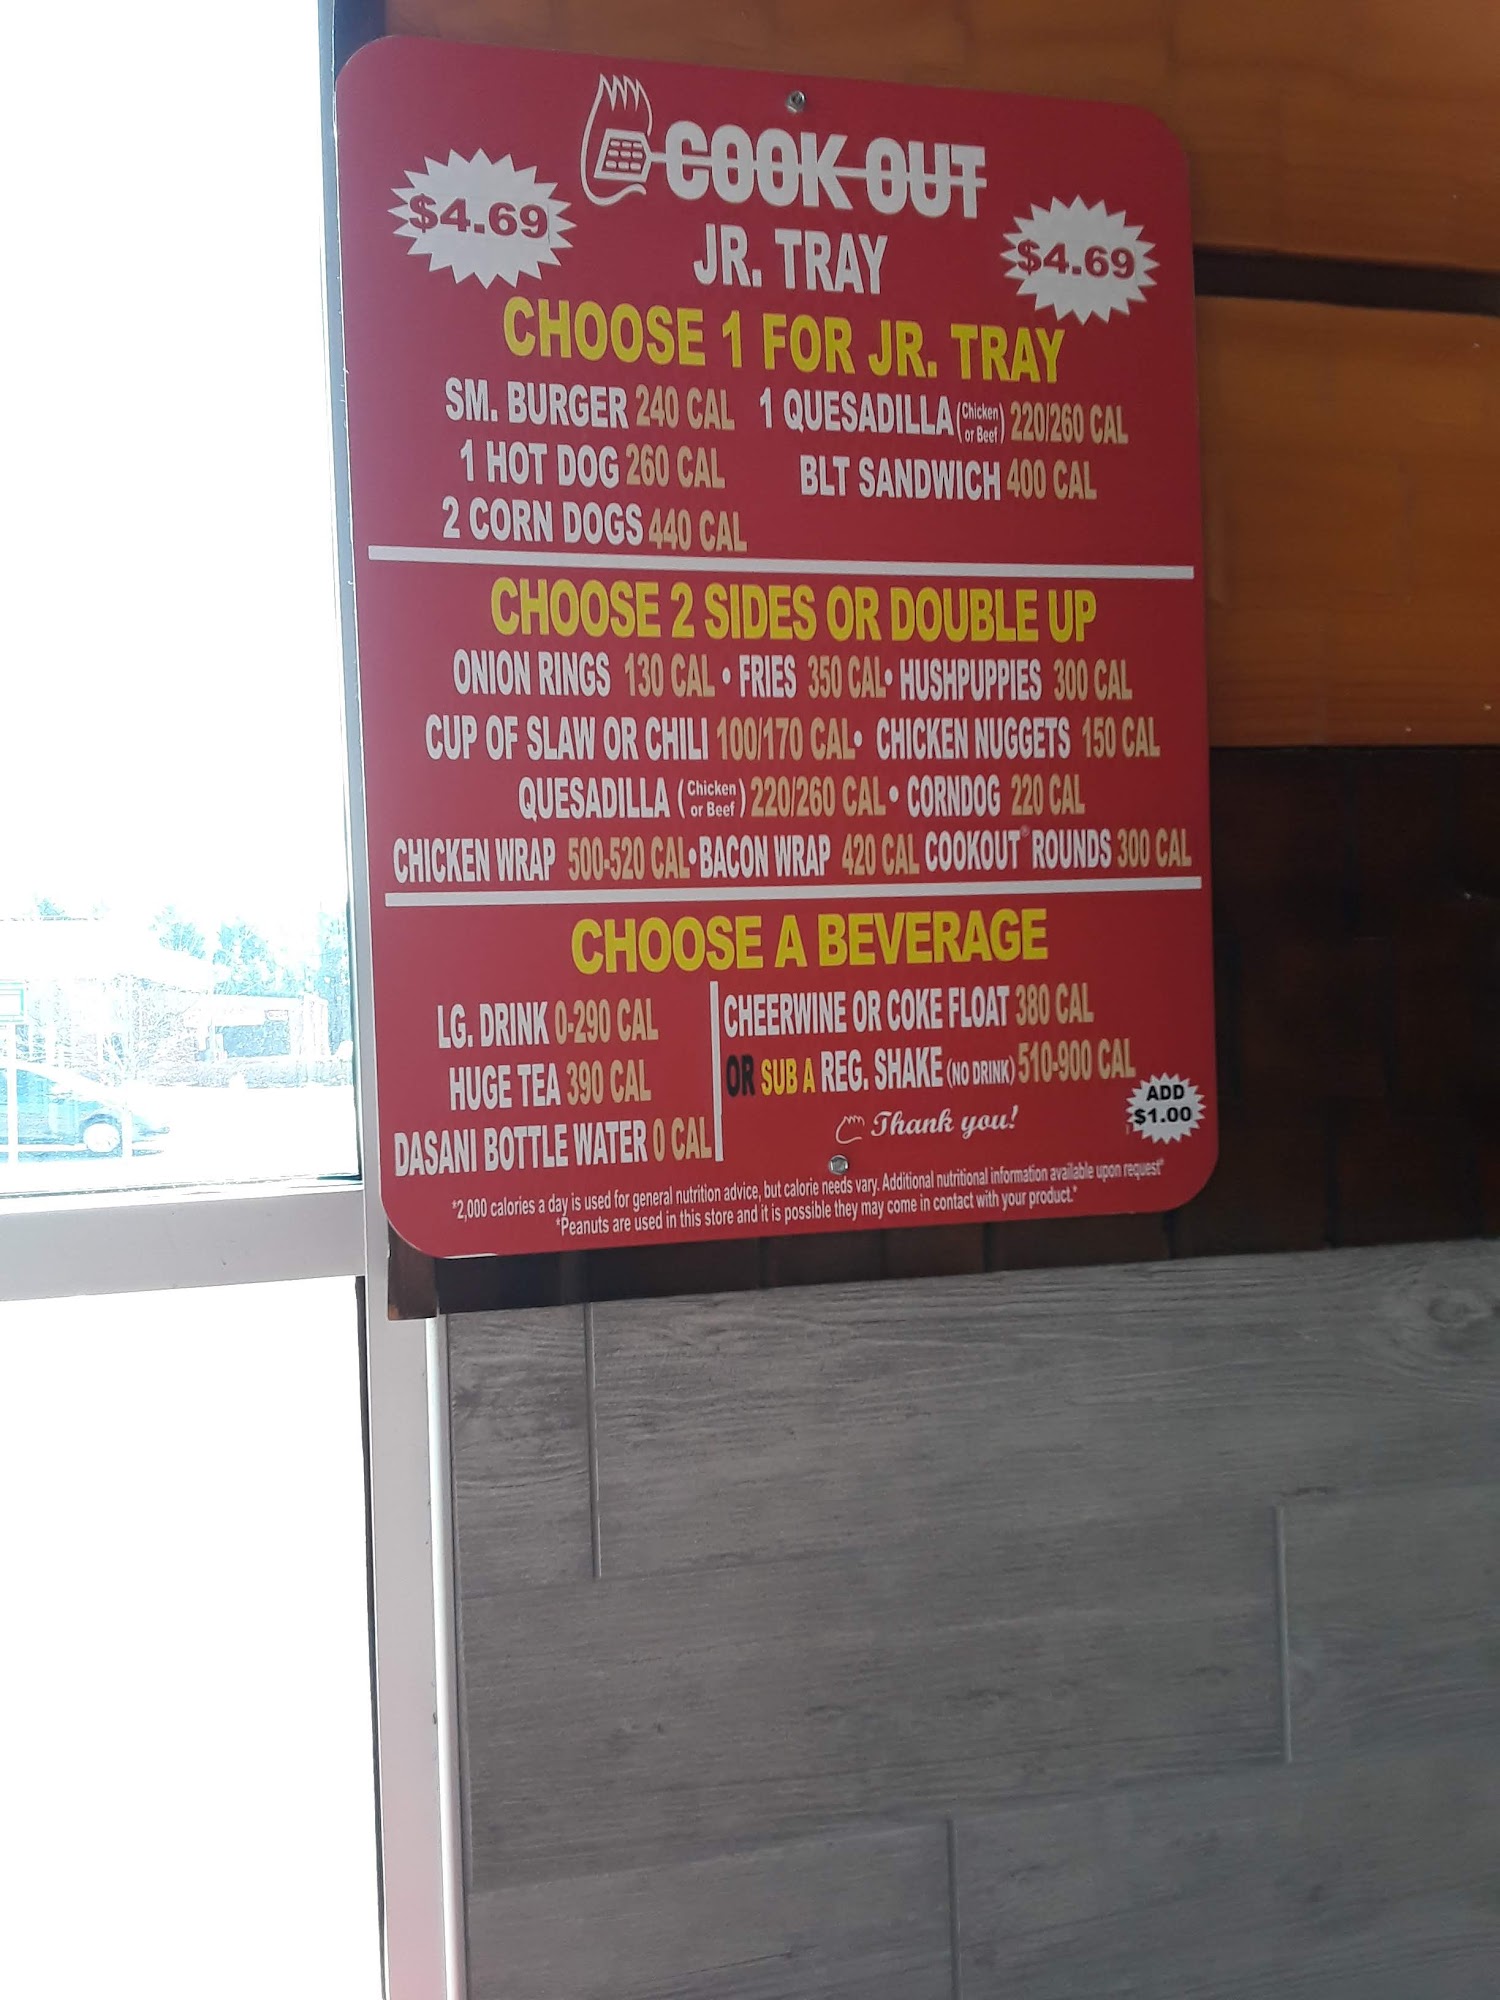 COOK OUT
$4.69
JR. TRAY
$4.69
CHOOSE 1 FOR JR. TRAY
SM. BURGER 240 CAL 1 QUESADILLA (Chicken or Beef) 220/260 CAL
1 HOT DOG 260 CAL BLT SANDWICH 400 CAL
2 CORN DOGS 440 CAL
CHOOSE 2 SIDES OR DOUBLE UP
ONION RINGS 130 CAL • FRIES 350 CAL • HUSHPUPPIES 300 CAL
CUP OF SLAW OR CHILI 100/170 CAL • CHICKEN NUGGETS 150 CAL
QUESADILLA (Chicken or Beef) 220/260 CAL • CORNDOG 220 CAL
CHICKEN WRAP 500-520 CAL • BACON WRAP 420 CAL COOKOUT® ROUNDS 300 CAL
CHOOSE A BEVERAGE
LG. DRINK 0-290 CAL
HUGE TEA 390 CAL
DASANI BOTTLE WATER 0 CAL
CHEERWINE OR COKE FLOAT 380 CAL
OR SUB A REG. SHAKE (NO DRINK) 510-900 CAL
ADD
$1.00
Thank you!
*2,000 calories a day is used for general nutrition advice, but calorie needs vary. Additional nutritional information available upon request*
*Peanuts are used in this store and it is possible they may come in contact with your product.*